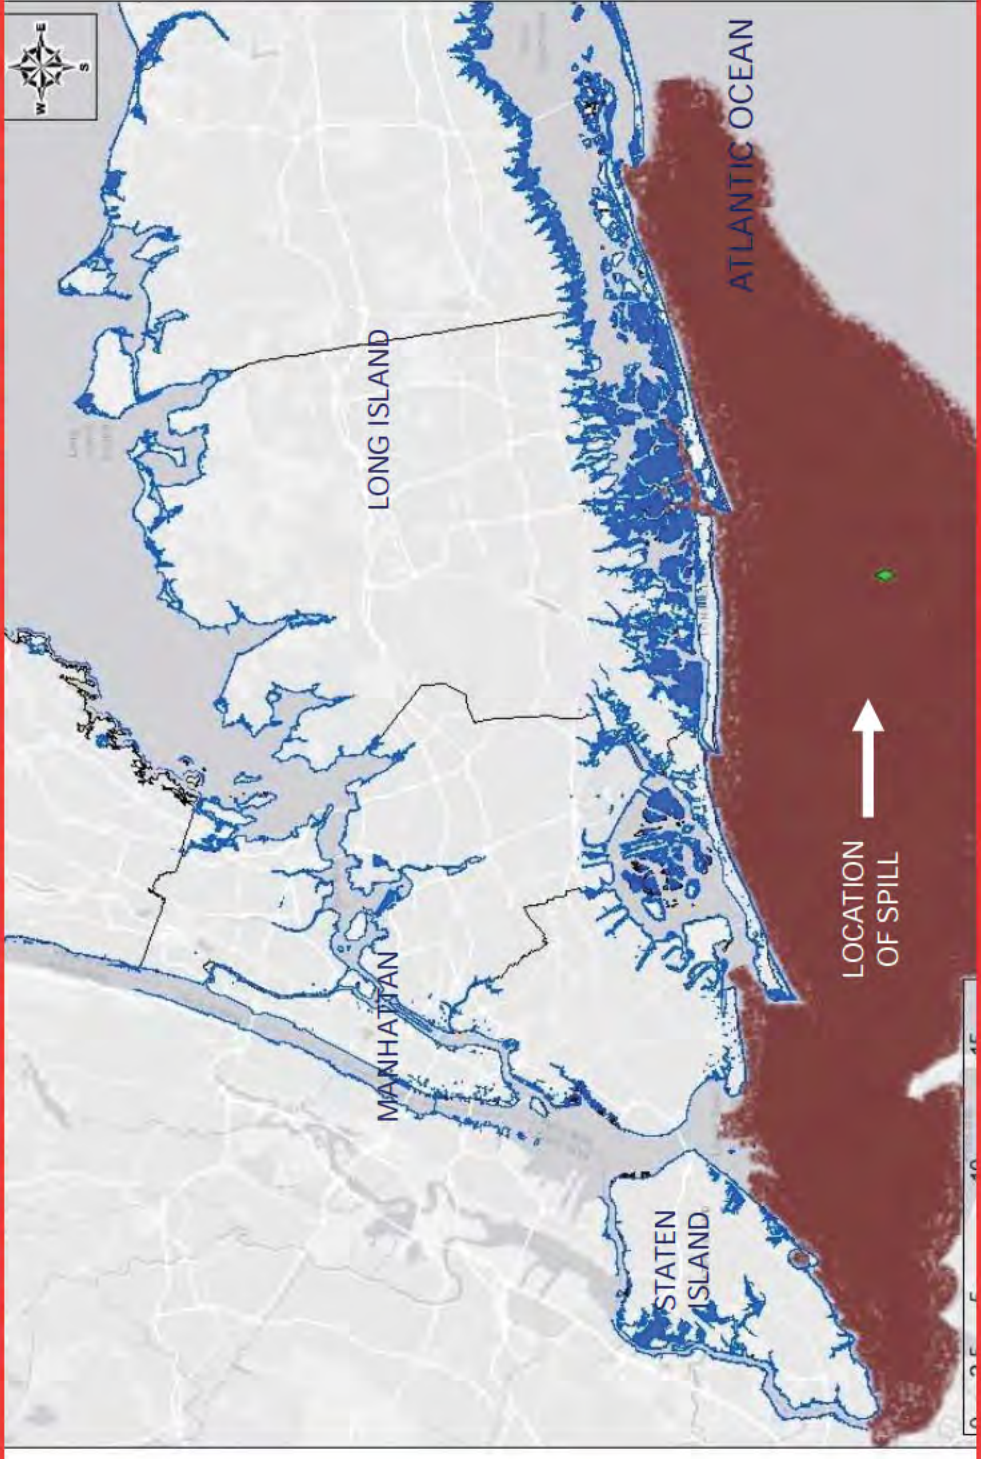 E
S
W
ATLANTIC OCEAN
LONG ISLAND
MANHATTAN
LOCATION
OF SPILL
STATEN
ISLAND